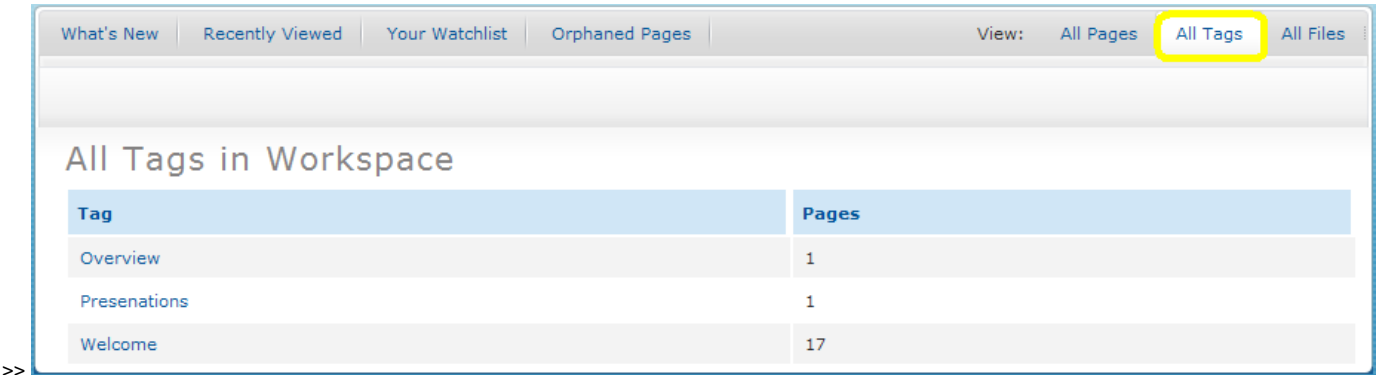 What's New Recently Viewed Your Watchlist Orphaned Pages View: All Pages All Tags All Files
All Tags in Workspace
Tag Pages
Overview 1
Presenations 1
Welcome 17
>>